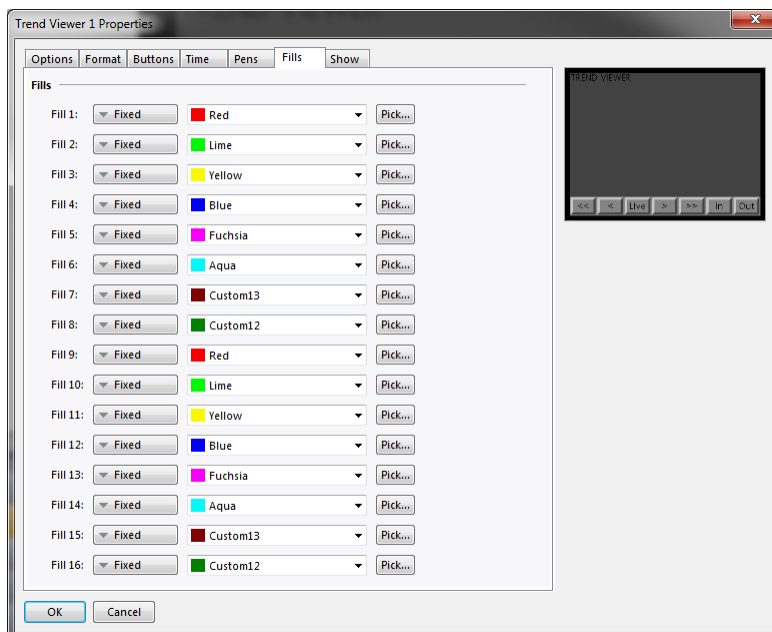 Trend Viewer 1 Properties
Options Format Buttons Time Pens Fills Show
Fills
Fill 1: Fixed Red Pick...
Fill 2: Fixed Lime Pick...
Fill 3: Fixed Yellow Pick...
Fill 4: Fixed Blue Pick...
Fill 5: Fixed Fuchsia Pick...
Fill 6: Fixed Aqua Pick...
Fill 7: Fixed Custom13 Pick...
Fill 8: Fixed Custom12 Pick...
Fill 9: Fixed Red Pick...
Fill 10: Fixed Lime Pick...
Fill 11: Fixed Yellow Pick...
Fill 12: Fixed Blue Pick...
Fill 13: Fixed Fuchsia Pick...
Fill 14: Fixed Aqua Pick...
Fill 15: Fixed Custom13 Pick...
Fill 16: Fixed Custom12 Pick...
OK Cancel
TREND VIEWER
<< < Live > >> In Out